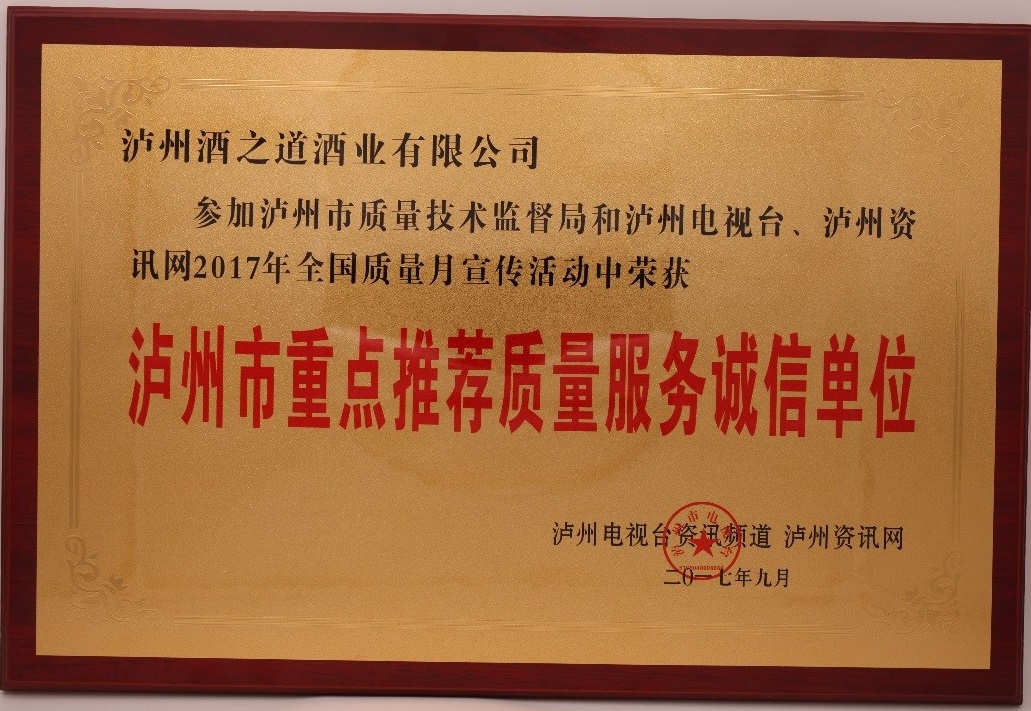 泸州酒之道酒业有限公司
参加泸州市质量技术监督局和泸州电视台、泸州资
讯网2017年全国质量月宣传活动中荣获
泸州市重点推荐质量服务诚信单位
泸州电视台资讯频道 泸州资讯网
二〇一七年九月